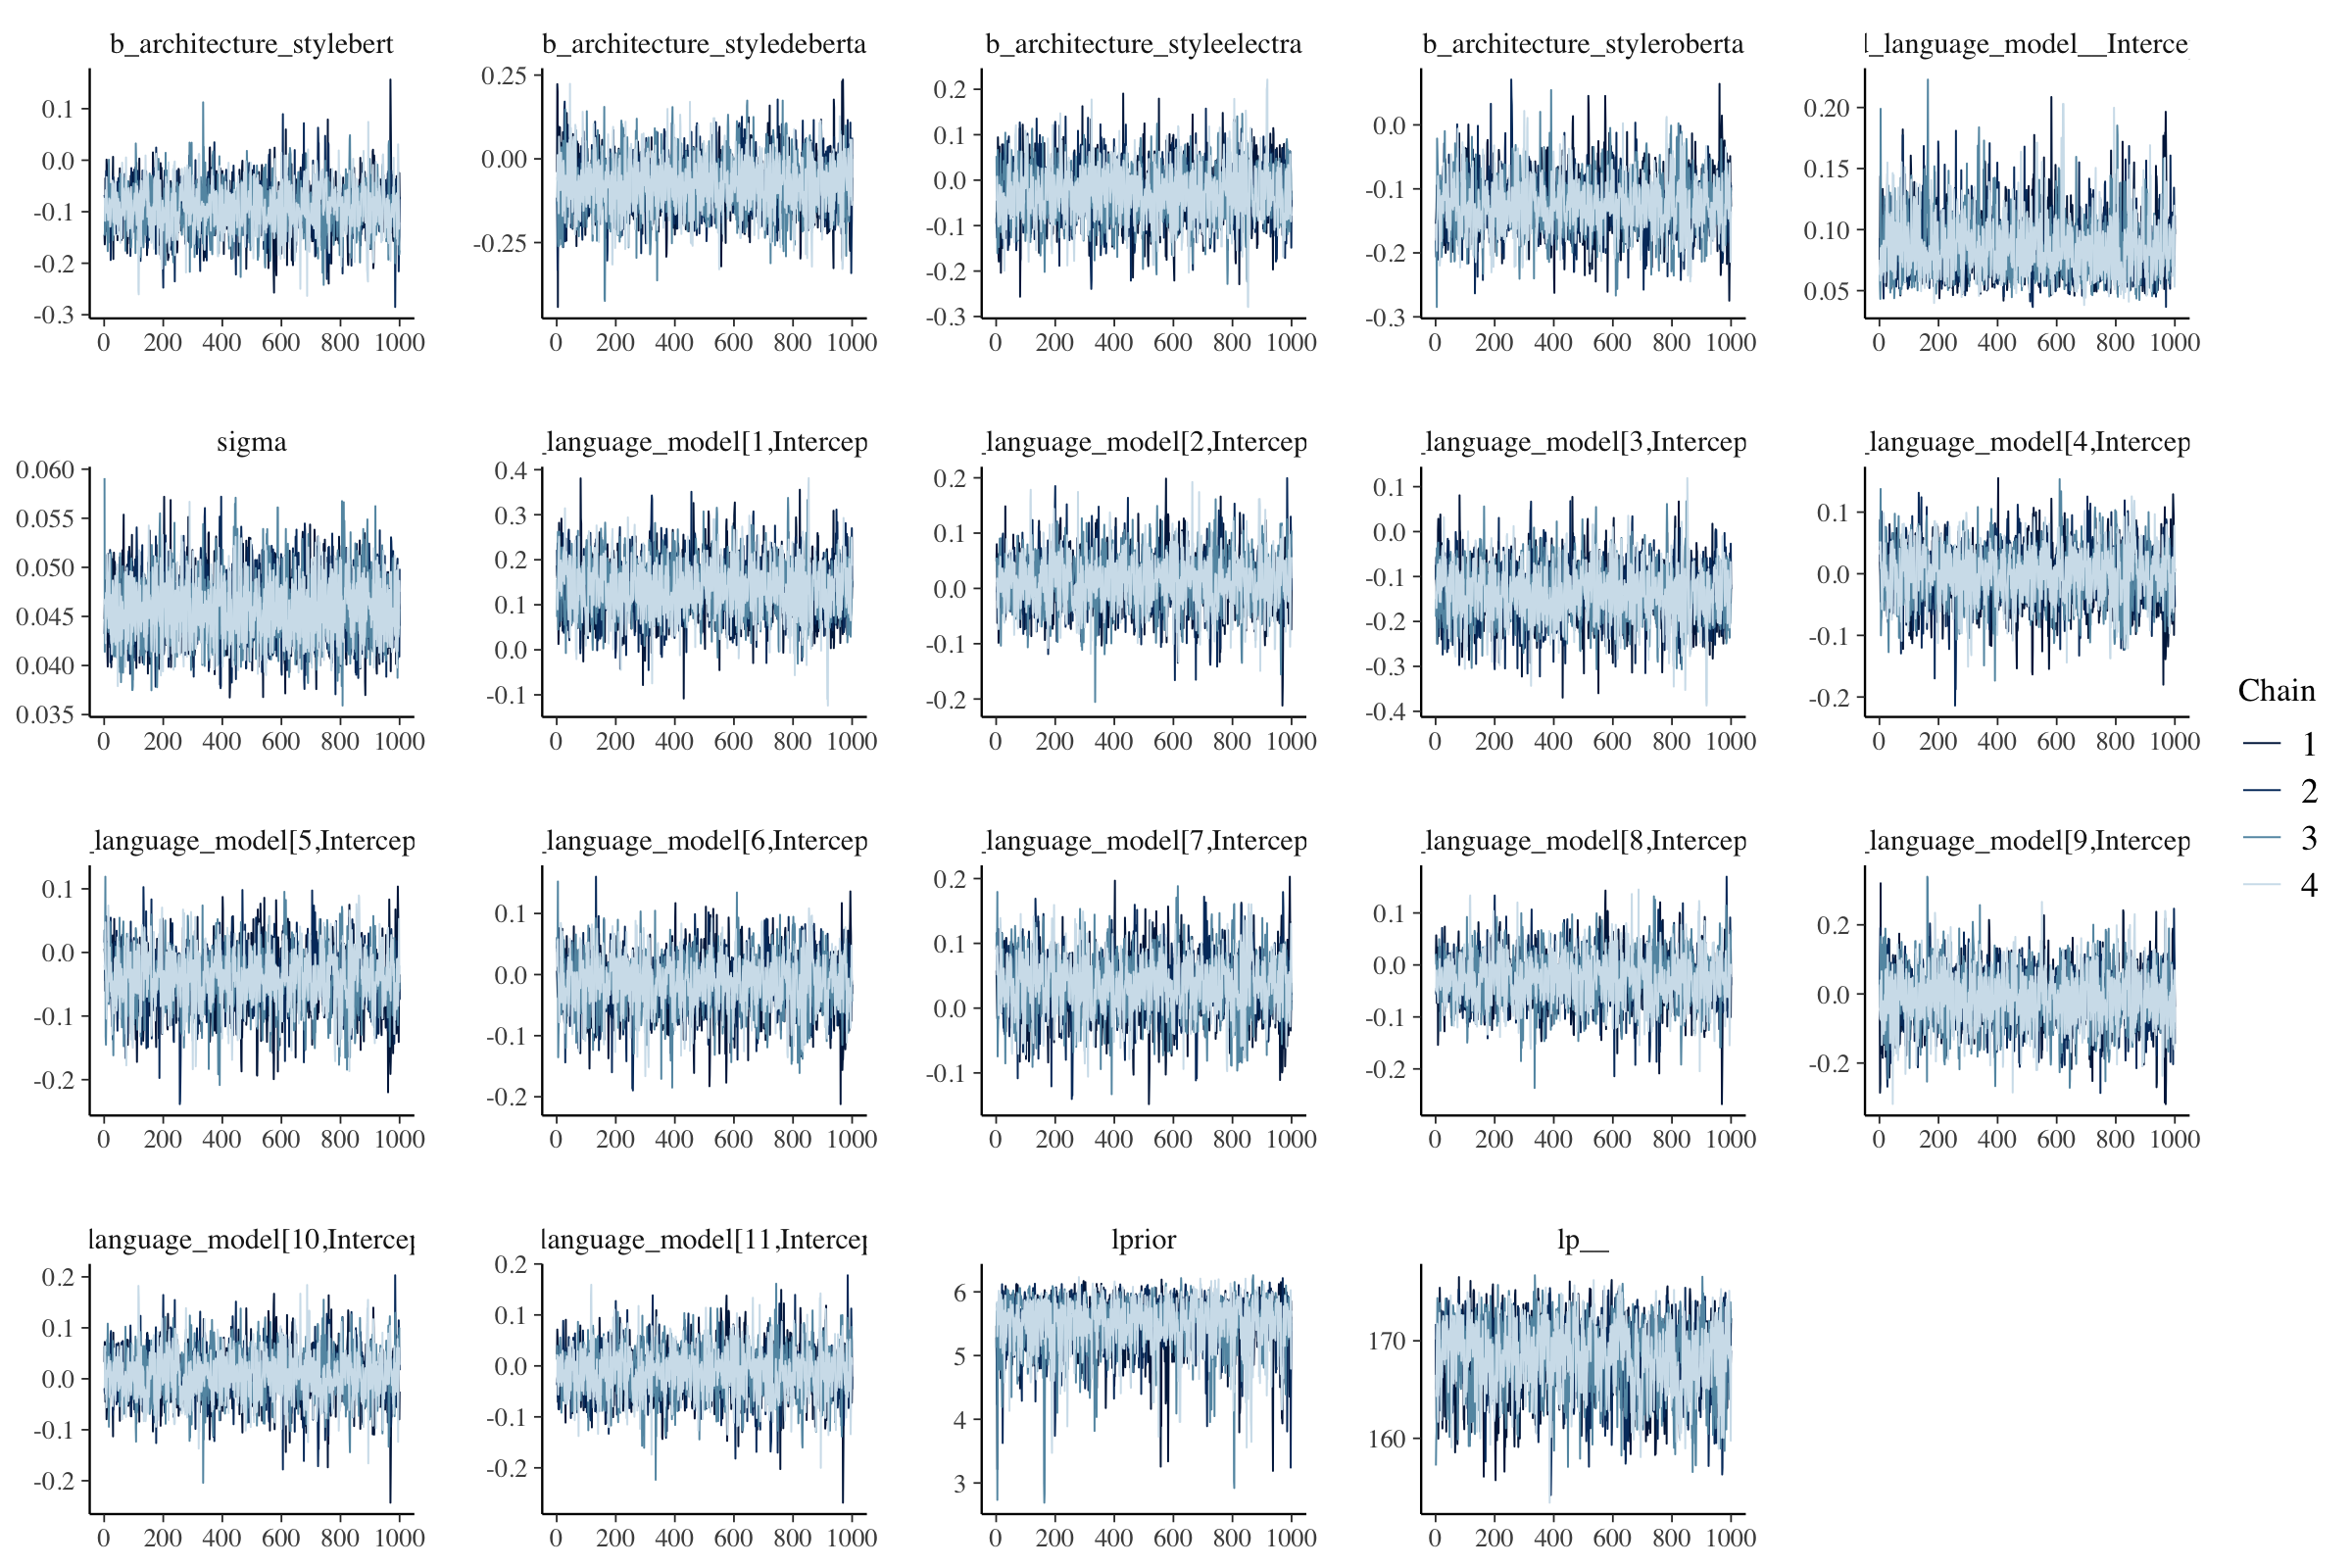 b_architecture_stylebert b_architecture_styledeberta b_architecture_styleelectra b_architecture_styleroberta l_language_model__Interce
0.1 0.0 -0.1 -0.2 -0.3
0 200 400 600 800 1000
0.25 0.00 -0.25
0 200 400 600 800 1000
0.2 0.1 0.0 -0.1 -0.2 -0.3
0 200 400 600 800 1000
0.0 -0.1 -0.2 -0.3
0 200 400 600 800 1000
0.20 0.15 0.10 0.05
0 200 400 600 800 1000
sigma _language_model[1,Intercep _language_model[2,Intercep _language_model[3,Intercep _language_model[4,Intercep
0.060 0.055 0.050 0.045 0.040 0.035
0 200 400 600 800 1000
0.4 0.3 0.2 0.1 0.0 -0.1
0 200 400 600 800 1000
0.2 0.1 0.0 -0.1 -0.2
0 200 400 600 800 1000
0.1 0.0 -0.1 -0.2 -0.3 -0.4
0 200 400 600 800 1000
0.1 0.0 -0.1 -0.2
0 200 400 600 800 1000
_language_model[5,Intercep _language_model[6,Intercep _language_model[7,Intercep _language_model[8,Intercep _language_model[9,Intercep
0.1 0.0 -0.1 -0.2
0 200 400 600 800 1000
0.1 0.0 -0.1 -0.2
0 200 400 600 800 1000
0.2 0.1 0.0 -0.1
0 200 400 600 800 1000
0.1 0.0 -0.1 -0.2
0 200 400 600 800 1000
0.2 0.0 -0.2
0 200 400 600 800 1000
language_model[10,Intercep language_model[11,Intercep lprior lp__
0.2 0.1 0.0 -0.1 -0.2
0 200 400 600 800 1000
0.2 0.1 0.0 -0.1 -0.2
0 200 400 600 800 1000
6 5 4 3
0 200 400 600 800 1000
170 160
0 200 400 600 800 1000
Chain
1
2
3
4